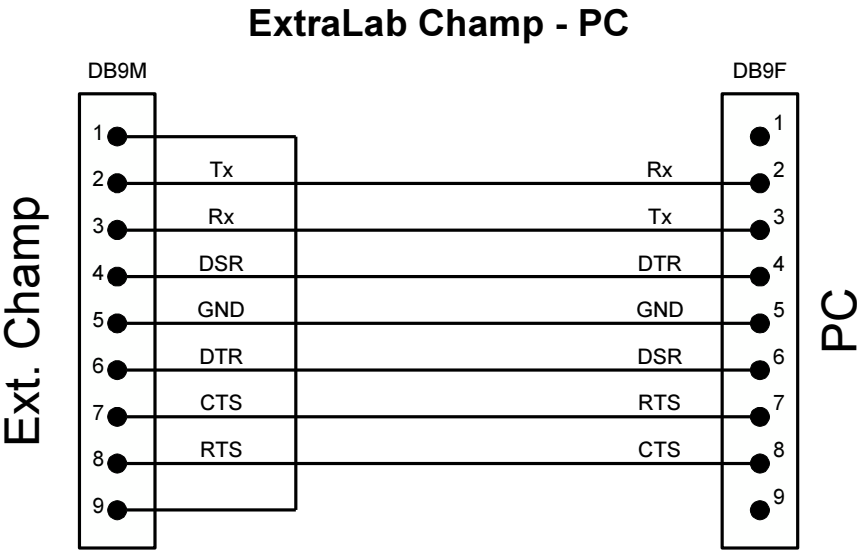 ExtraLab Champ - PC
DB9M DB9F
Ext. Champ
PC
1 1
2 Tx Rx 2
3 Rx Tx 3
4 DSR DTR 4
5 GND GND 5
6 DTR DSR 6
7 CTS RTS 7
8 RTS CTS 8
9 9